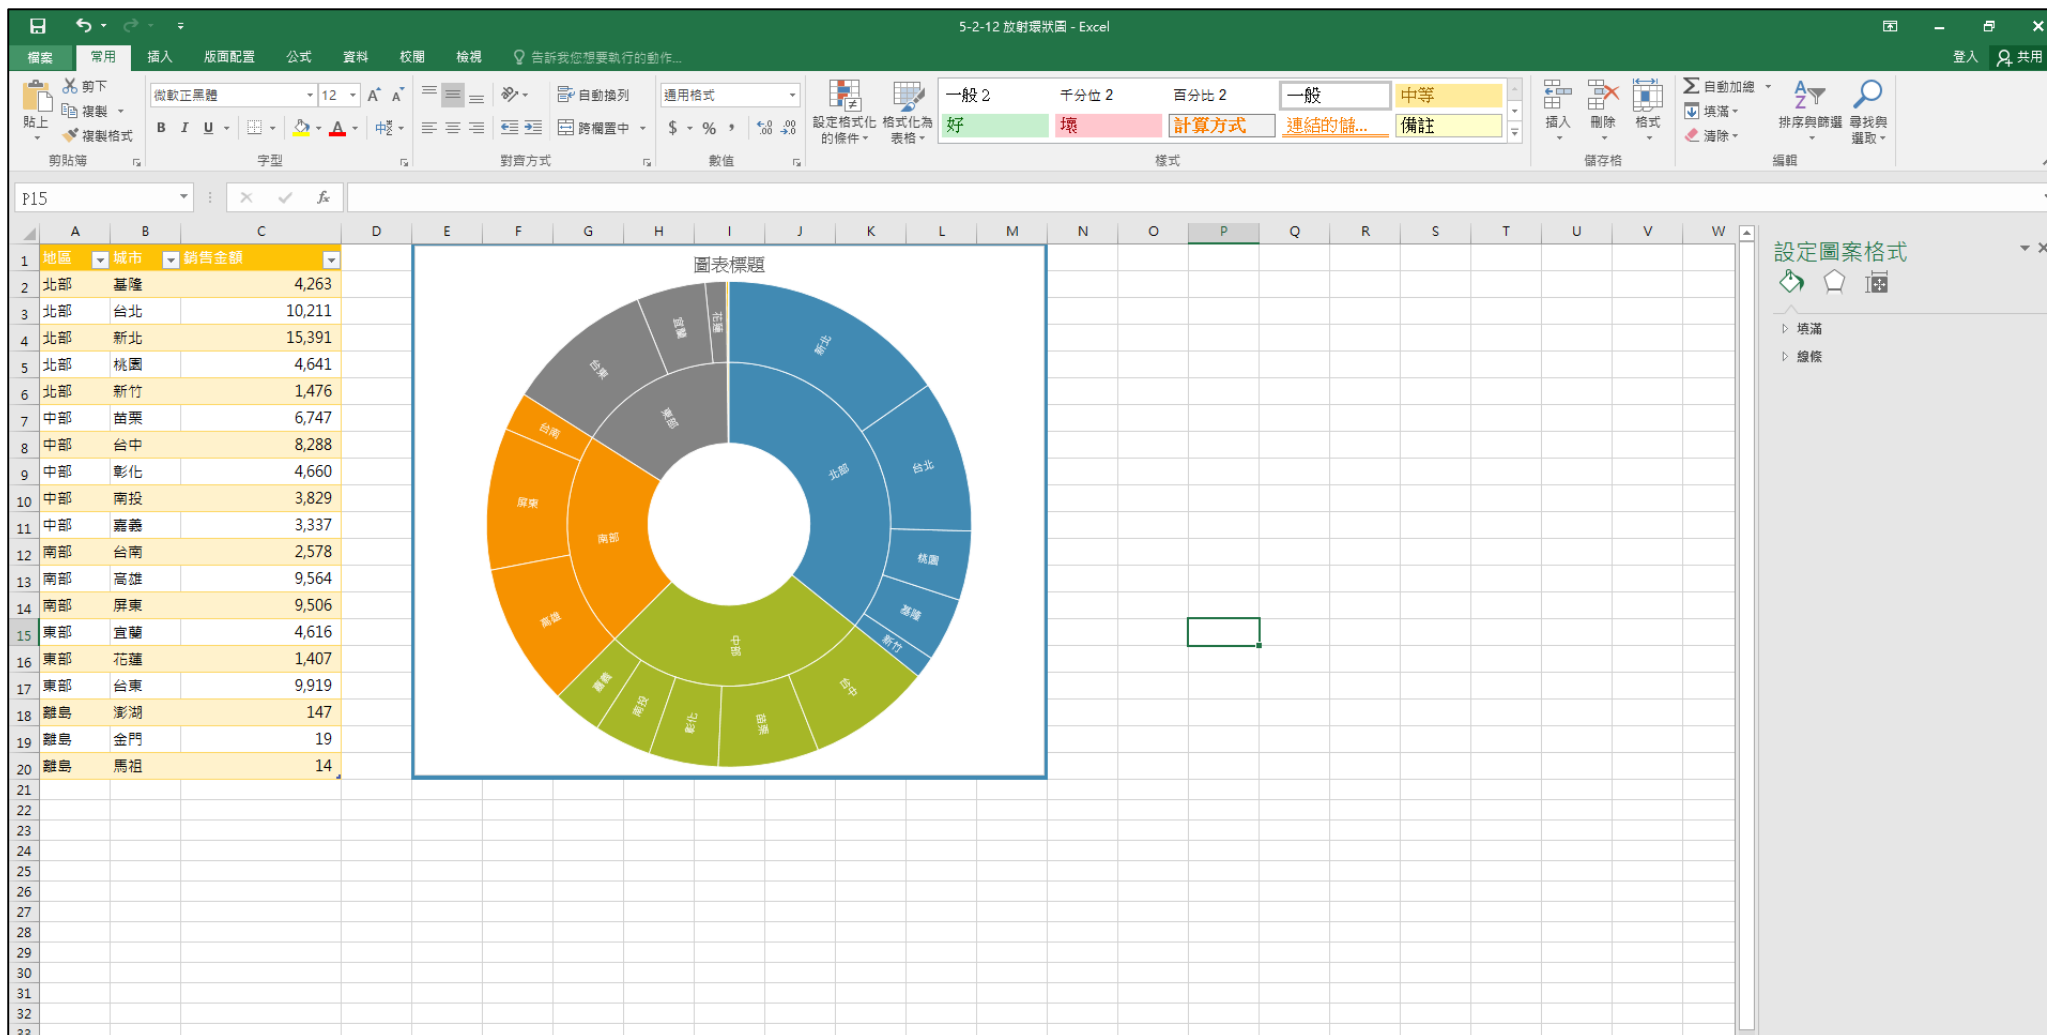 5-2-12 放射環狀圖 - Excel
檔案 常用 插入 版面配置 公式 資料 校閱 檢視 告訴我您想要執行的動作... 登入 共用
貼上 剪下 複製 複製格式 剪貼簿
微軟正黑體 12 B I U 字型
自動換列 跨欄置中 對齊方式
通用格式 $ % , 數值
設定格式化的條件 格式化為表格
一般 2 千分位 2 百分比 2 一般 中等
好 壞 計算方式 連結的儲... 備註
樣式
插入 刪除 格式 儲存格
自動加總 填滿 清除 排序與篩選 尋找與選取 編輯
P15 fx
A B C D E F G H I J K L M N O P Q R S T U V W
1 地區 城市 銷售金額
2 北部 基隆 4,263
3 北部 台北 10,211
4 北部 新北 15,391
5 北部 桃園 4,641
6 北部 新竹 1,476
7 中部 苗栗 6,747
8 中部 台中 8,288
9 中部 彰化 4,660
10 中部 南投 3,829
11 中部 嘉義 3,337
12 南部 台南 2,578
13 南部 高雄 9,564
14 南部 屏東 9,506
15 東部 宜蘭 4,616
16 東部 花蓮 1,407
17 東部 台東 9,919
18 離島 澎湖 147
19 離島 金門 19
20 離島 馬祖 14
21
22
23
24
25
26
27
28
29
30
31
32
33
圖表標題
新北
台北
桃園
基隆
新竹
北部
台中
苗栗
彰化
南投
嘉義
中部
高雄
屏東
台南
南部
台東
宜蘭
花蓮
東部
設定圖案格式
填滿
線條